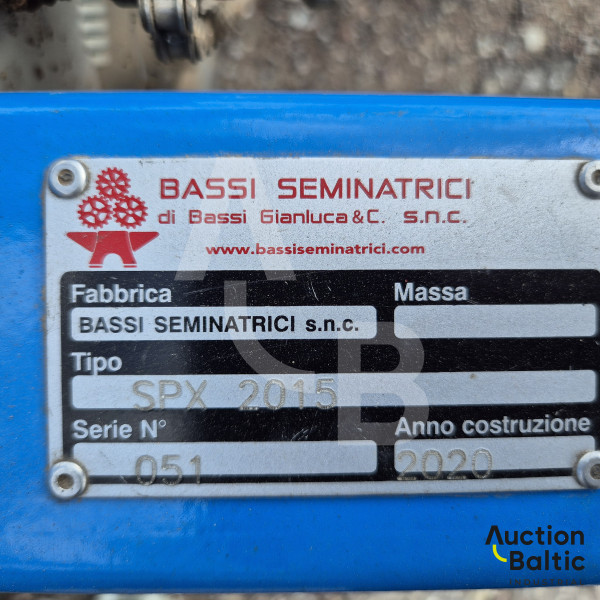 BASSI SEMINATRICI
di Bassi Gianluca & C. s.n.c.
www.bassiseminatrici.com
Fabbrica
Massa
BASSI SEMINATRICI s.n.c.
Tipo
SPX 2015
Serie N°
Anno costruzione
051
2020
ALB
Auction
Baltic